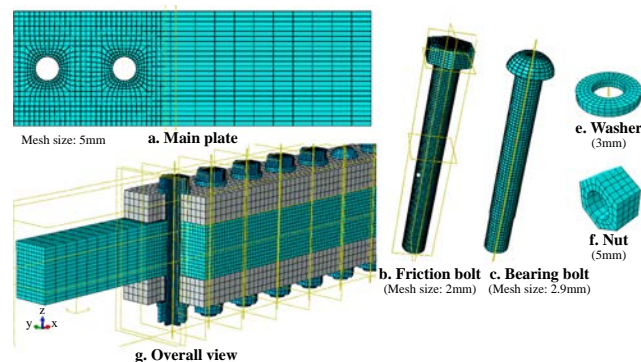 Mesh size: 5mm
a. Main plate
e. Washer
(3mm)
f. Nut
(5mm)
b. Friction bolt
(Mesh size: 2mm)
c. Bearing bolt
(Mesh size: 2.9mm)
z
y
x
g. Overall view